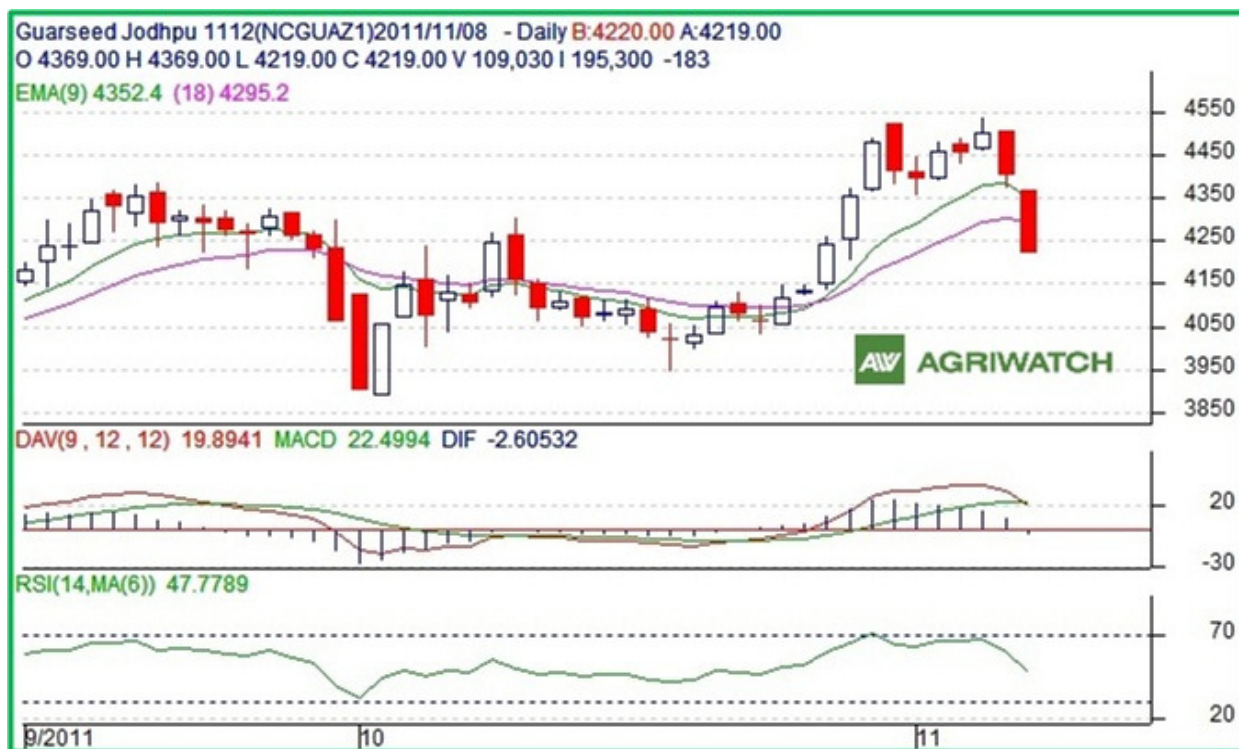 Guarseed Jodhpu 1112(NCGUAZ1)2011/11/08 - Daily B:4220.00 A:4219.00
O 4369.00 H 4369.00 L 4219.00 C 4219.00 V 109,030 I 195,300 -183
EMA(9) 4352.4 (18) 4295.2
4550
4450
4350
4250
4150
4050
3950
3850
AW AGRIWATCH
DAV(9 , 12 , 12) 19.8941 MACD 22.4994 DIF -2.60532
20
-30
RSI(14,MA(6)) 47.7789
70
20
9/2011 10 11